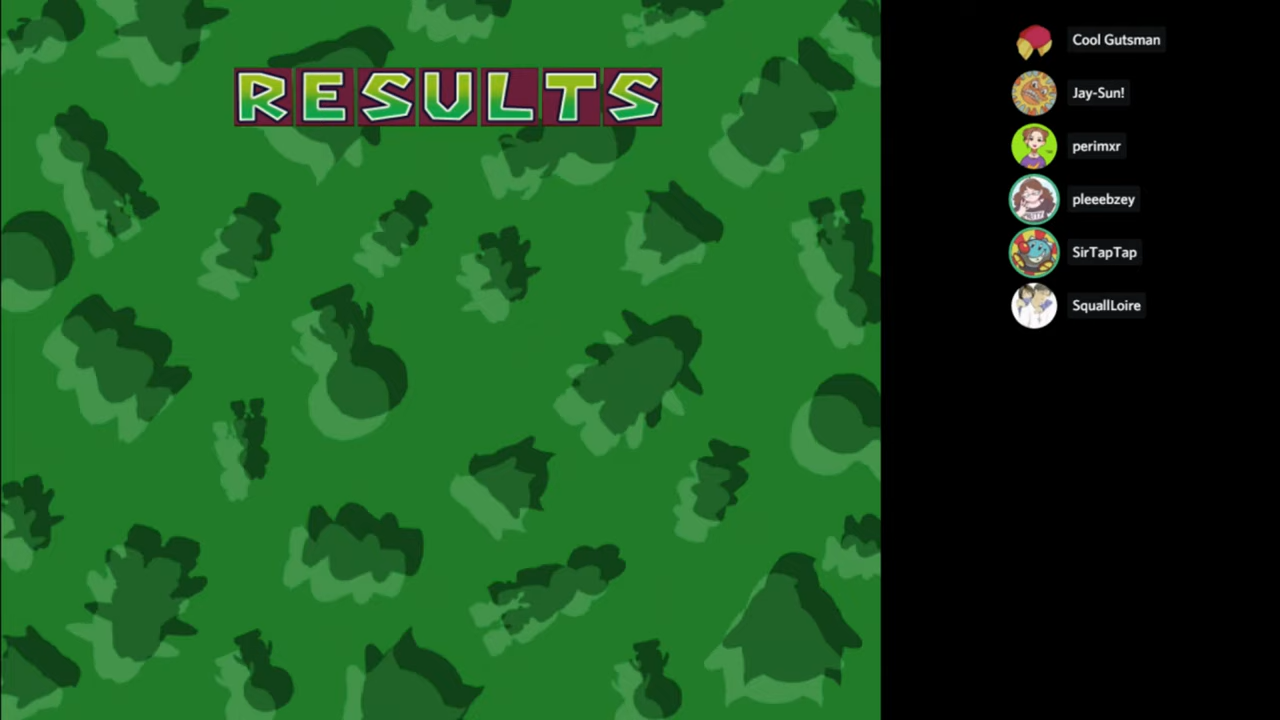 RESULTS
Cool Gutsman
Jay-Sun!
perimxr
pleeebzey
SirTapTap
SquallLoire